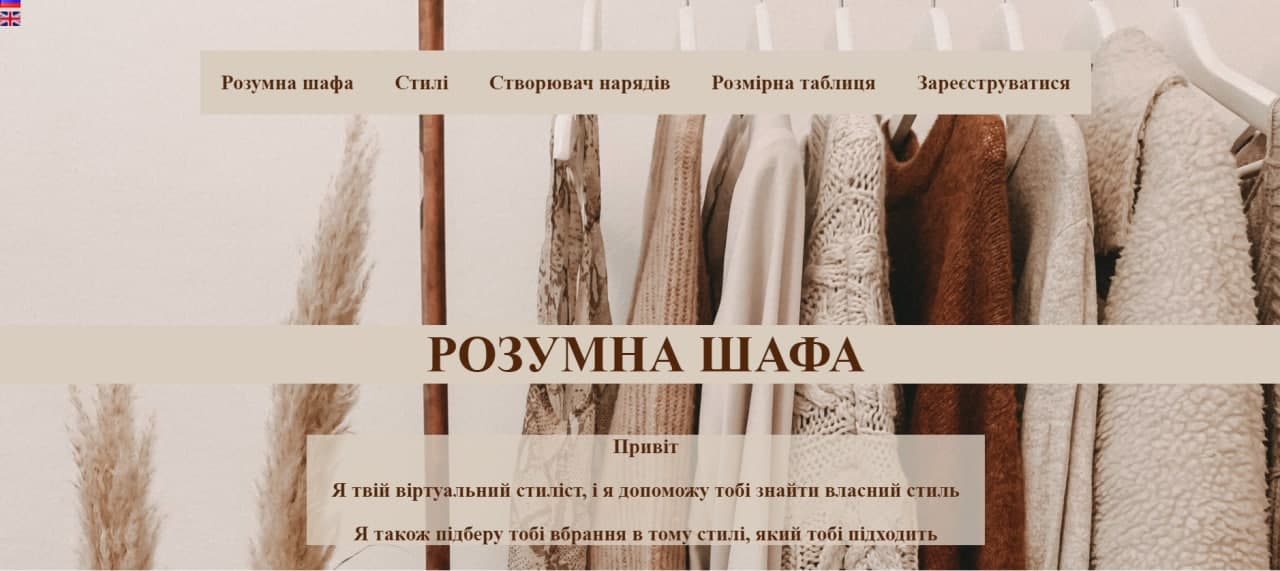 Розумна шафа Стилі Створювач нарядів Розмірна таблиця Зареєструватися
РОЗУМНА ШАФА
Привіт
Я твій віртуальний стиліст, і я допоможу тобі знайти власний стиль
Я також підберу тобі вбрання в тому стилі, який тобі підходить